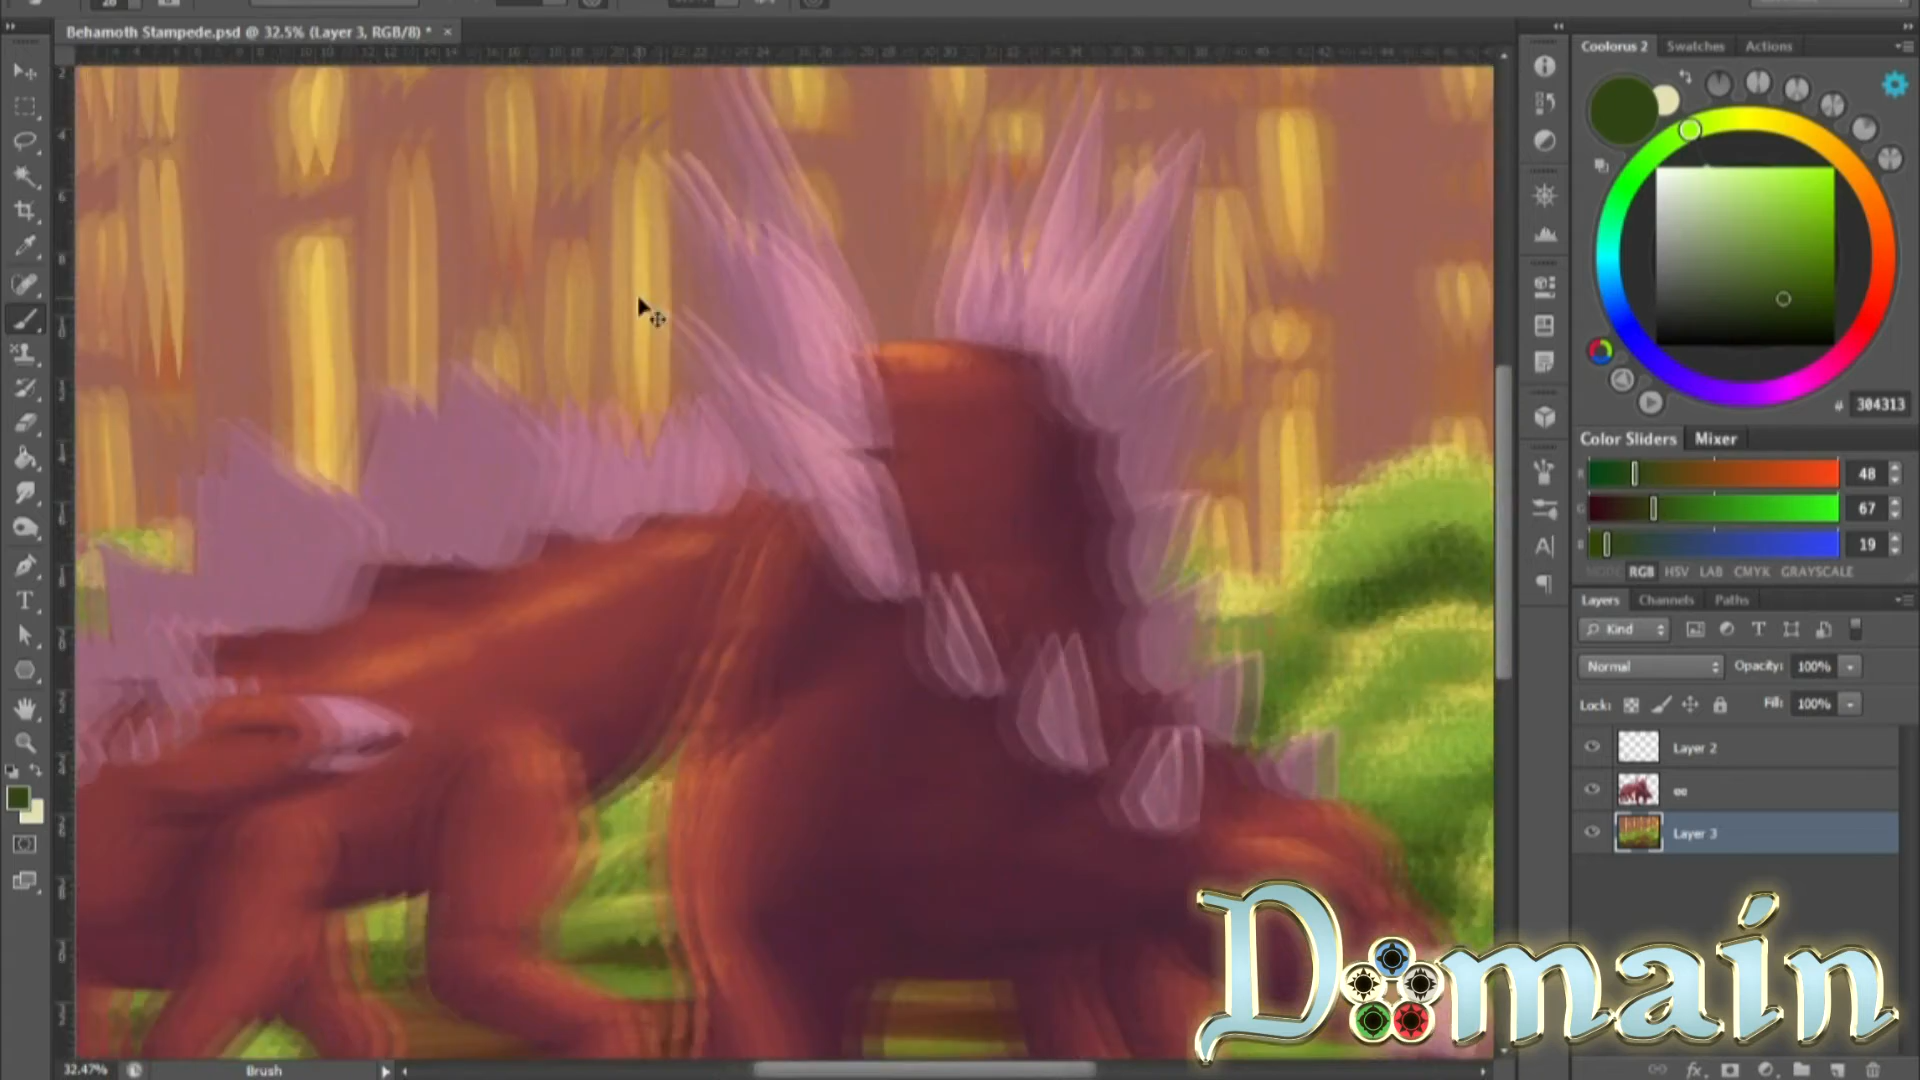 Behamoth Stampede.psd @ 32.5% (Layer 3, RGB/8) * ×
Coolorus 2 Swatches Actions
# 304313
Color Sliders Mixer
R 48
G 67
B 19
MODE RGB HSV LAB CMYK GRAYSCALE
Layers Channels Paths
Kind
Normal Opacity: 100%
Lock: Fill: 100%
Layer 2
ee
Layer 3
Domain
32.47% Brush